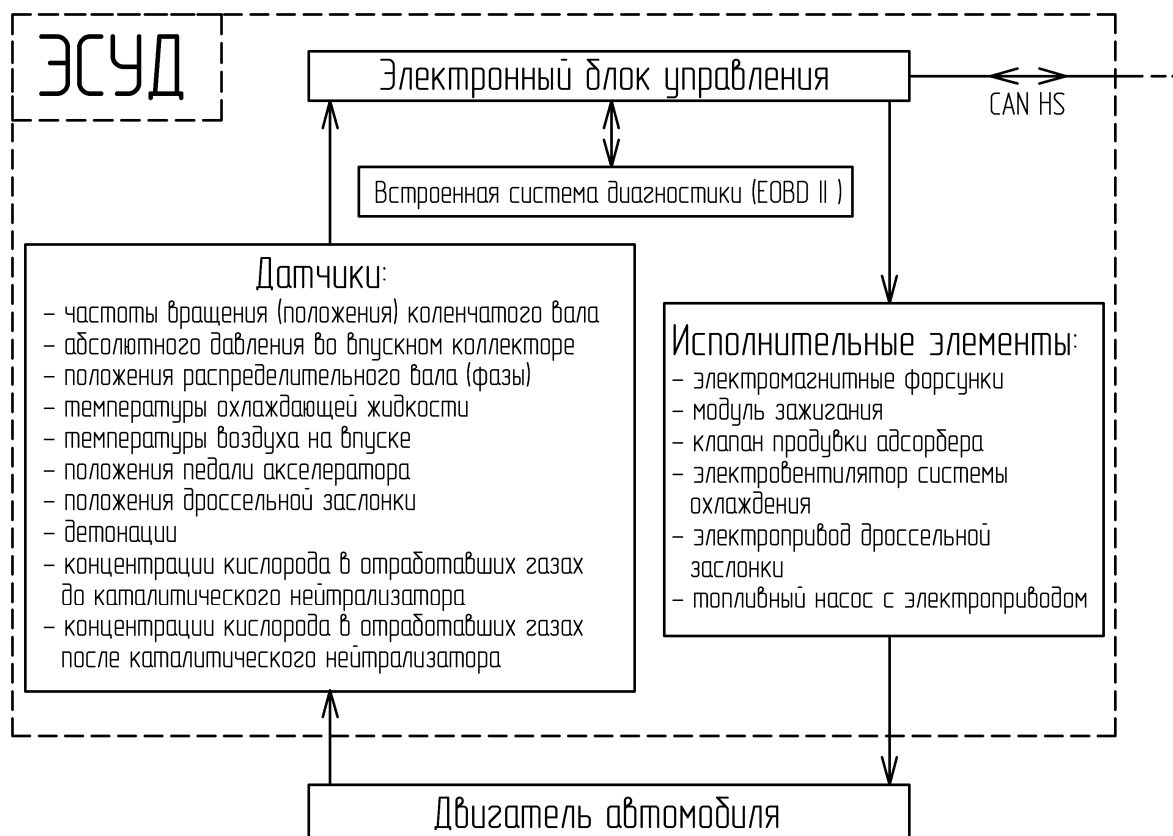 ЭСУД
Электронный блок управления
CAN HS
Встроенная система диагностики (EOBD II )
Датчики:
– частоты вращения (положения) коленчатого вала
– абсолютного давления во впускном коллекторе
– положения распределительного вала (фазы)
– температуры охлаждающей жидкости
– температуры воздуха на впуске
– положения педали акселератора
– положения дроссельной заслонки
– детонации
– концентрации кислорода в отработавших газах
до каталитического нейтрализатора
– концентрации кислорода в отработавших газах
после каталитического нейтрализатора
Исполнительные элементы:
– электромагнитные форсунки
– модуль зажигания
– клапан продувки адсорбера
– электровентилятор системы
охлаждения
– электропривод дроссельной
заслонки
– топливный насос с электроприводом
Двигатель автомобиля